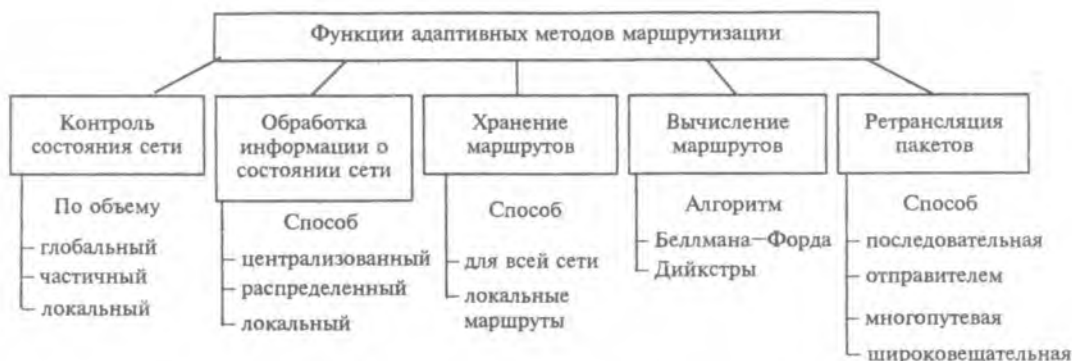 Функции адаптивных методов маршрутизации
Контроль
состояния сети
По объему
глобальный
частичный
локальный
Обработка
информации о
состоянии сети
Способ
централизованный
распределенный
локальный
Хранение
маршрутов
Способ
для всей сети
локальные
маршруты
Вычисление
маршрутов
Алгоритм
Беллмана—Форда
Дийкстры
Ретрансляция
пакетов
Способ
последовательная
отправителем
многопутевая
широковещательная